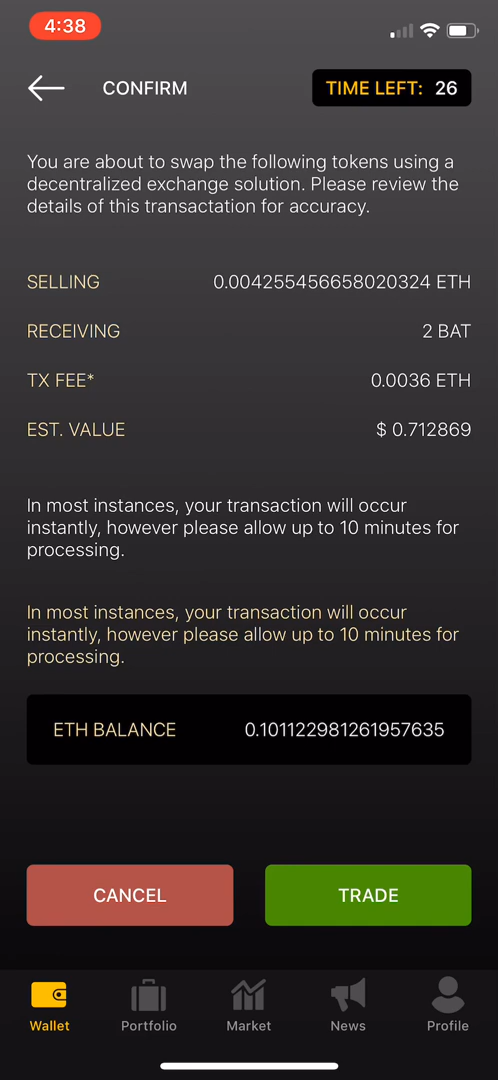 4:38
CONFIRM
TIME LEFT: 26
You are about to swap the following tokens using a
decentralized exchange solution. Please review the
details of this transactation for accuracy.
SELLING 0.004255456658020324 ETH
RECEIVING 2 BAT
TX FEE* 0.0036 ETH
EST. VALUE $ 0.712869
In most instances, your transaction will occur
instantly, however please allow up to 10 minutes for
processing.
In most instances, your transaction will occur
instantly, however please allow up to 10 minutes for
processing.
ETH BALANCE 0.101122981261957635
CANCEL TRADE
Wallet Portfolio Market News Profile